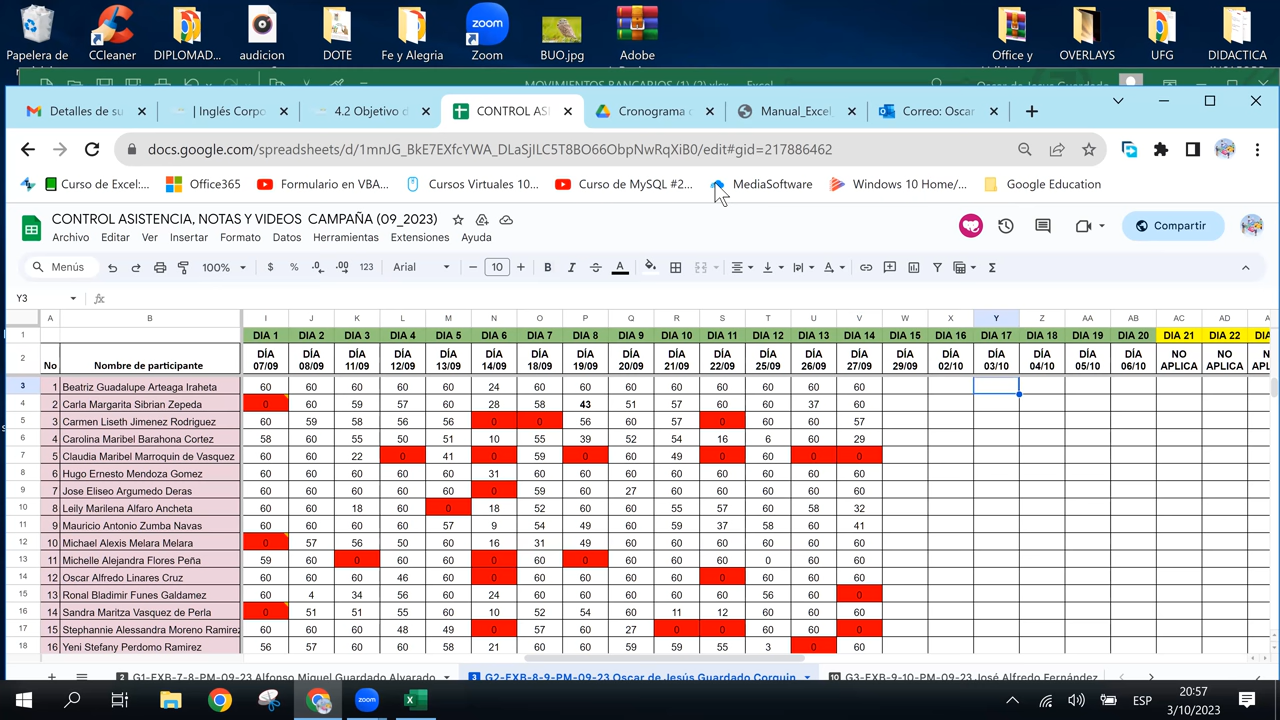 Papelera de
CCleaner
DIPLOMAD...
audicion
DOTE
Fe y Alegria
zoom
Zoom
BUO.jpg
Adobe
Office y
OVERLAYS
UFG
DIDACTICA
Detalles de su
| Inglés Corpo
4.2 Objetivo d
CONTROL ASI
Cronograma d
Manual_Excel_
Correo: Oscar
docs.google.com/spreadsheets/d/1mnJG_BkE7EXfcYWA_DLaSjILC5T8BO66ObpNwRqXiB0/edit#gid=217886462
Curso de Excel:...
Office365
Formulario en VBA...
Cursos Virtuales 10...
Curso de MySQL #2...
MediaSoftware
Windows 10 Home/...
Google Education
CONTROL ASISTENCIA, NOTAS Y VIDEOS CAMPAÑA (09_2023)
Archivo Editar Ver Insertar Formato Datos Herramientas Extensiones Ayuda
Compartir
Menús 100% $ % .0 .00 123 Arial − 10 + B I A Σ
Y3 fx
A B I J K L M N O P Q R S T U V W X Y Z AA AB AC AD A
1 DIA 1 DIA 2 DIA 3 DIA 4 DIA 5 DIA 6 DIA 7 DIA 8 DIA 9 DIA 10 DIA 11 DIA 12 DIA 13 DIA 14 DIA 15 DIA 16 DIA 17 DIA 18 DIA 19 DIA 20 DIA 21 DIA 22 DIA
DÍA DÍA DÍA DÍA DÍA DÍA DÍA DÍA DÍA DÍA DÍA DÍA DÍA DÍA DÍA DÍA DÍA DÍA DÍA DÍA NO NO
2 No Nombre de participante 07/09 08/09 11/09 12/09 13/09 14/09 18/09 19/09 20/09 21/09 22/09 25/09 26/09 27/09 29/09 02/10 03/10 04/10 05/10 06/10 APLICA APLICA
3 1 Beatriz Guadalupe Arteaga Iraheta 60 60 60 60 60 24 60 60 60 60 60 60 60 60
4 2 Carla Margarita Sibrian Zepeda 0 60 59 57 60 28 58 43 51 57 60 60 37 60
5 3 Carmen Liseth Jimenez Rodriguez 60 59 58 56 56 0 0 56 60 57 0 60 60 57
6 4 Carolina Maribel Barahona Cortez 58 60 55 50 51 10 55 39 52 54 16 6 60 29
7 5 Claudia Maribel Marroquin de Vasquez 60 60 22 0 41 0 59 0 60 49 0 60 0 0
8 6 Hugo Ernesto Mendoza Gomez 60 60 60 60 60 31 60 60 60 60 60 60 60 60
9 7 Jose Eliseo Argumedo Deras 60 60 60 60 60 0 59 60 27 60 60 60 60 60
10 8 Leily Marilena Alfaro Ancheta 60 60 18 60 0 18 52 60 60 55 57 60 58 32
11 9 Mauricio Antonio Zumba Navas 60 60 60 60 57 9 54 49 60 59 37 58 60 41
12 10 Michael Alexis Melara Melara 0 57 56 50 60 16 31 49 60 60 60 60 60 60
13 11 Michelle Alejandra Flores Peña 59 60 0 60 60 0 60 0 60 60 60 0 60 60
14 12 Oscar Alfredo Linares Cruz 60 60 60 46 60 0 60 60 60 60 0 60 60 60
15 13 Ronal Bladimir Funes Galdamez 60 4 34 56 60 24 60 60 60 60 60 56 60 0
16 14 Sandra Maritza Vasquez de Perla 0 51 51 55 60 10 52 54 60 11 12 60 60 60
17 15 Stephannie Alessandra Moreno Ramirez 60 60 60 48 49 0 57 60 27 0 0 60 60 0
18 16 Yeni Stefany Perdomo Ramirez 56 57 60 60 58 21 60 60 59 59 55 3 0 60
2 G1-EXB-7-8-PM-09-23 Alfonso Miguel Guardado Alvarado
3 G2-EXB-8-9-PM-09-23 Oscar de Jesús Guardado Corquin
10 G3-EXB-9-10-PM-09-23 José Alfredo Fernández
ESP
20:57
3/10/2023